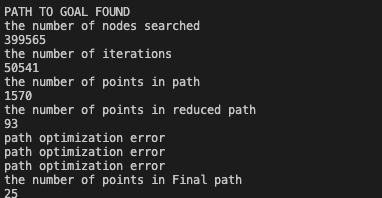 PATH TO GOAL FOUND
the number of nodes searched
399565
the number of iterations
50541
the number of points in path
1570
the number of points in reduced path
93
path optimization error
path optimization error
path optimization error
the number of points in Final path
25